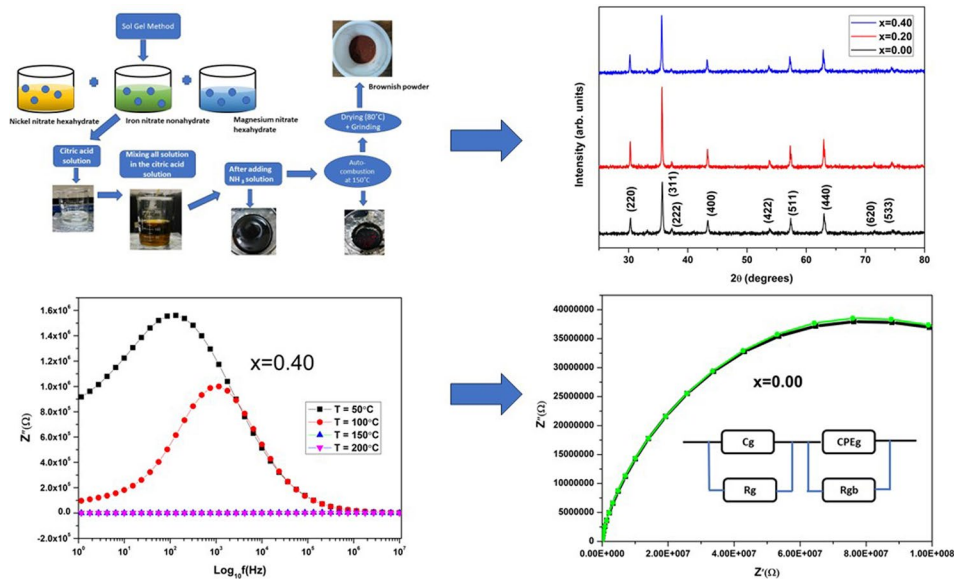 Sol Gel Method
Nickel nitrate hexahydrate
Iron nitrate nonahydrate
Magnesium nitrate
hexahydrate
Citric acid
solution
Mixing all solution
in the citric acid
solution
After adding
NH 3 solution
Auto-
combustion
at 150°C
Drying (80°C)
+ Grinding
Brownish powder
Intensity (arb. units)
x=0.40
x=0.20
x=0.00
(220)
(311)
(222)
(400)
(422)
(511)
(440)
(620)
(533)
30 40 50 60 70 80
2θ (degrees)
Z"(Ω)
1.6x10⁶
1.4x10⁶
1.2x10⁶
1.0x10⁶
8.0x10⁵
6.0x10⁵
4.0x10⁵
2.0x10⁵
0.0
-2.0x10⁵
x=0.40
T = 50°C
T = 100°C
T = 150°C
T = 200°C
10⁰ 10¹ 10² 10³ 10⁴ 10⁵ 10⁶ 10⁷
Log₁₀f(Hz)
Z"(Ω)
40000000
35000000
30000000
25000000
20000000
15000000
10000000
5000000
0
x=0.00
Cg
CPEg
Rg
Rgb
0.00E+000 2.00E+007 4.00E+007 6.00E+007 8.00E+007 1.00E+008
Z'(Ω)